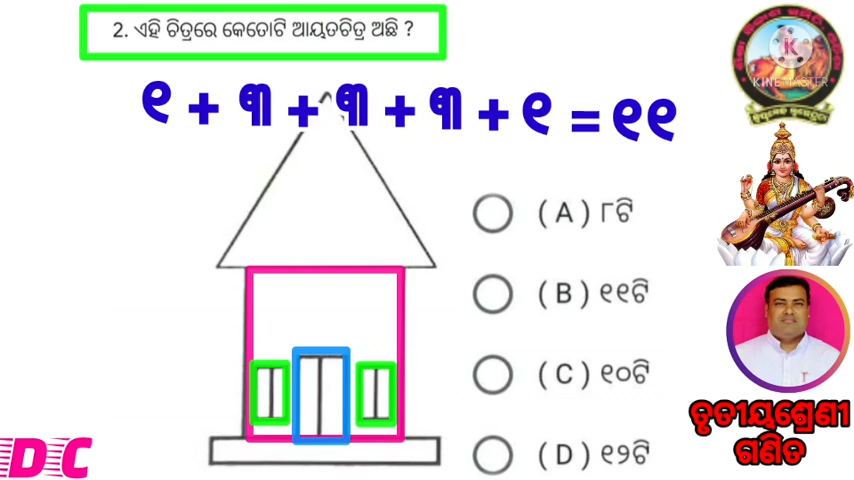 2. ଏହି ଚିତ୍ରରେ କେତୋଟି ଆୟତଚିତ୍ର ଅଛି ?
୧ + ୩ + ୩ + ୩ + ୧ = ୧୧
( A ) ୮ଟି
( B ) ୧୧ଟି
( C ) ୧୦ଟି
( D ) ୧୨ଟି
KINEMASTER
ତୃତୀୟଶ୍ରେଣୀ
ଗଣିତ
DC